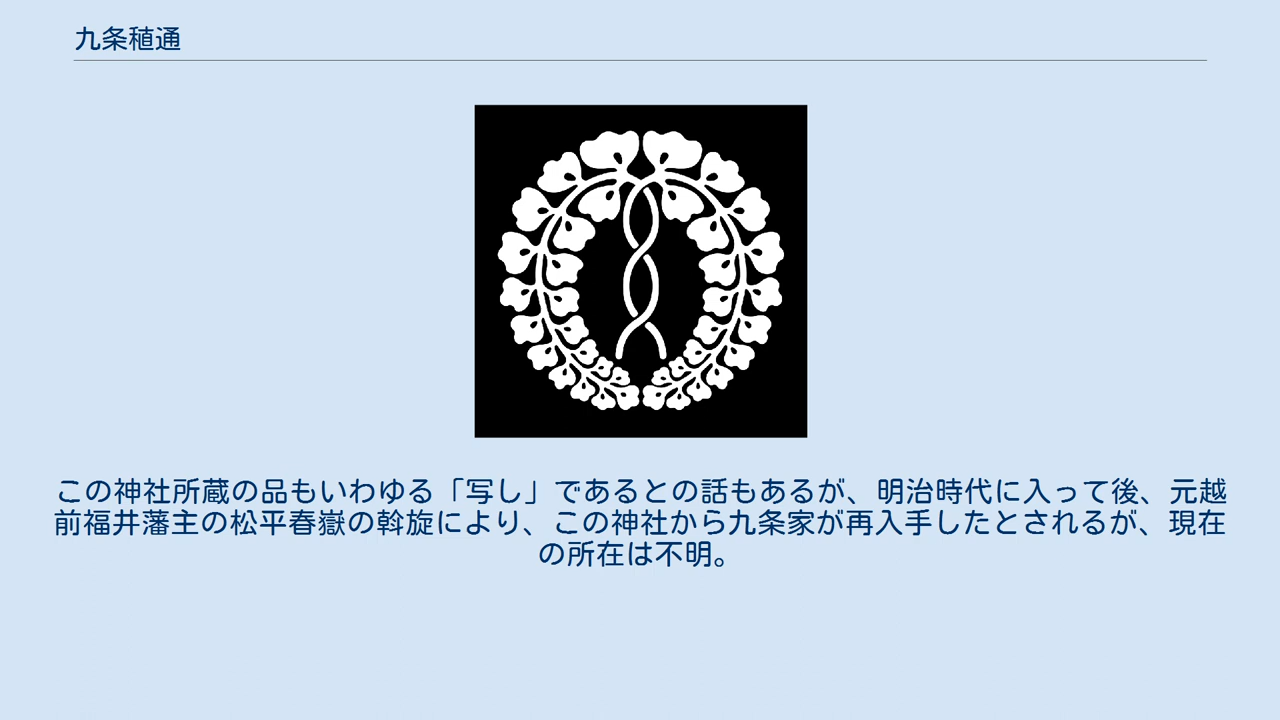 九条稙通
この神社所蔵の品もいわゆる「写し」であるとの話もあるが、明治時代に入って後、元越
前福井藩主の松平春嶽の斡旋により、この神社から九条家が再入手したとされるが、現在
の所在は不明。